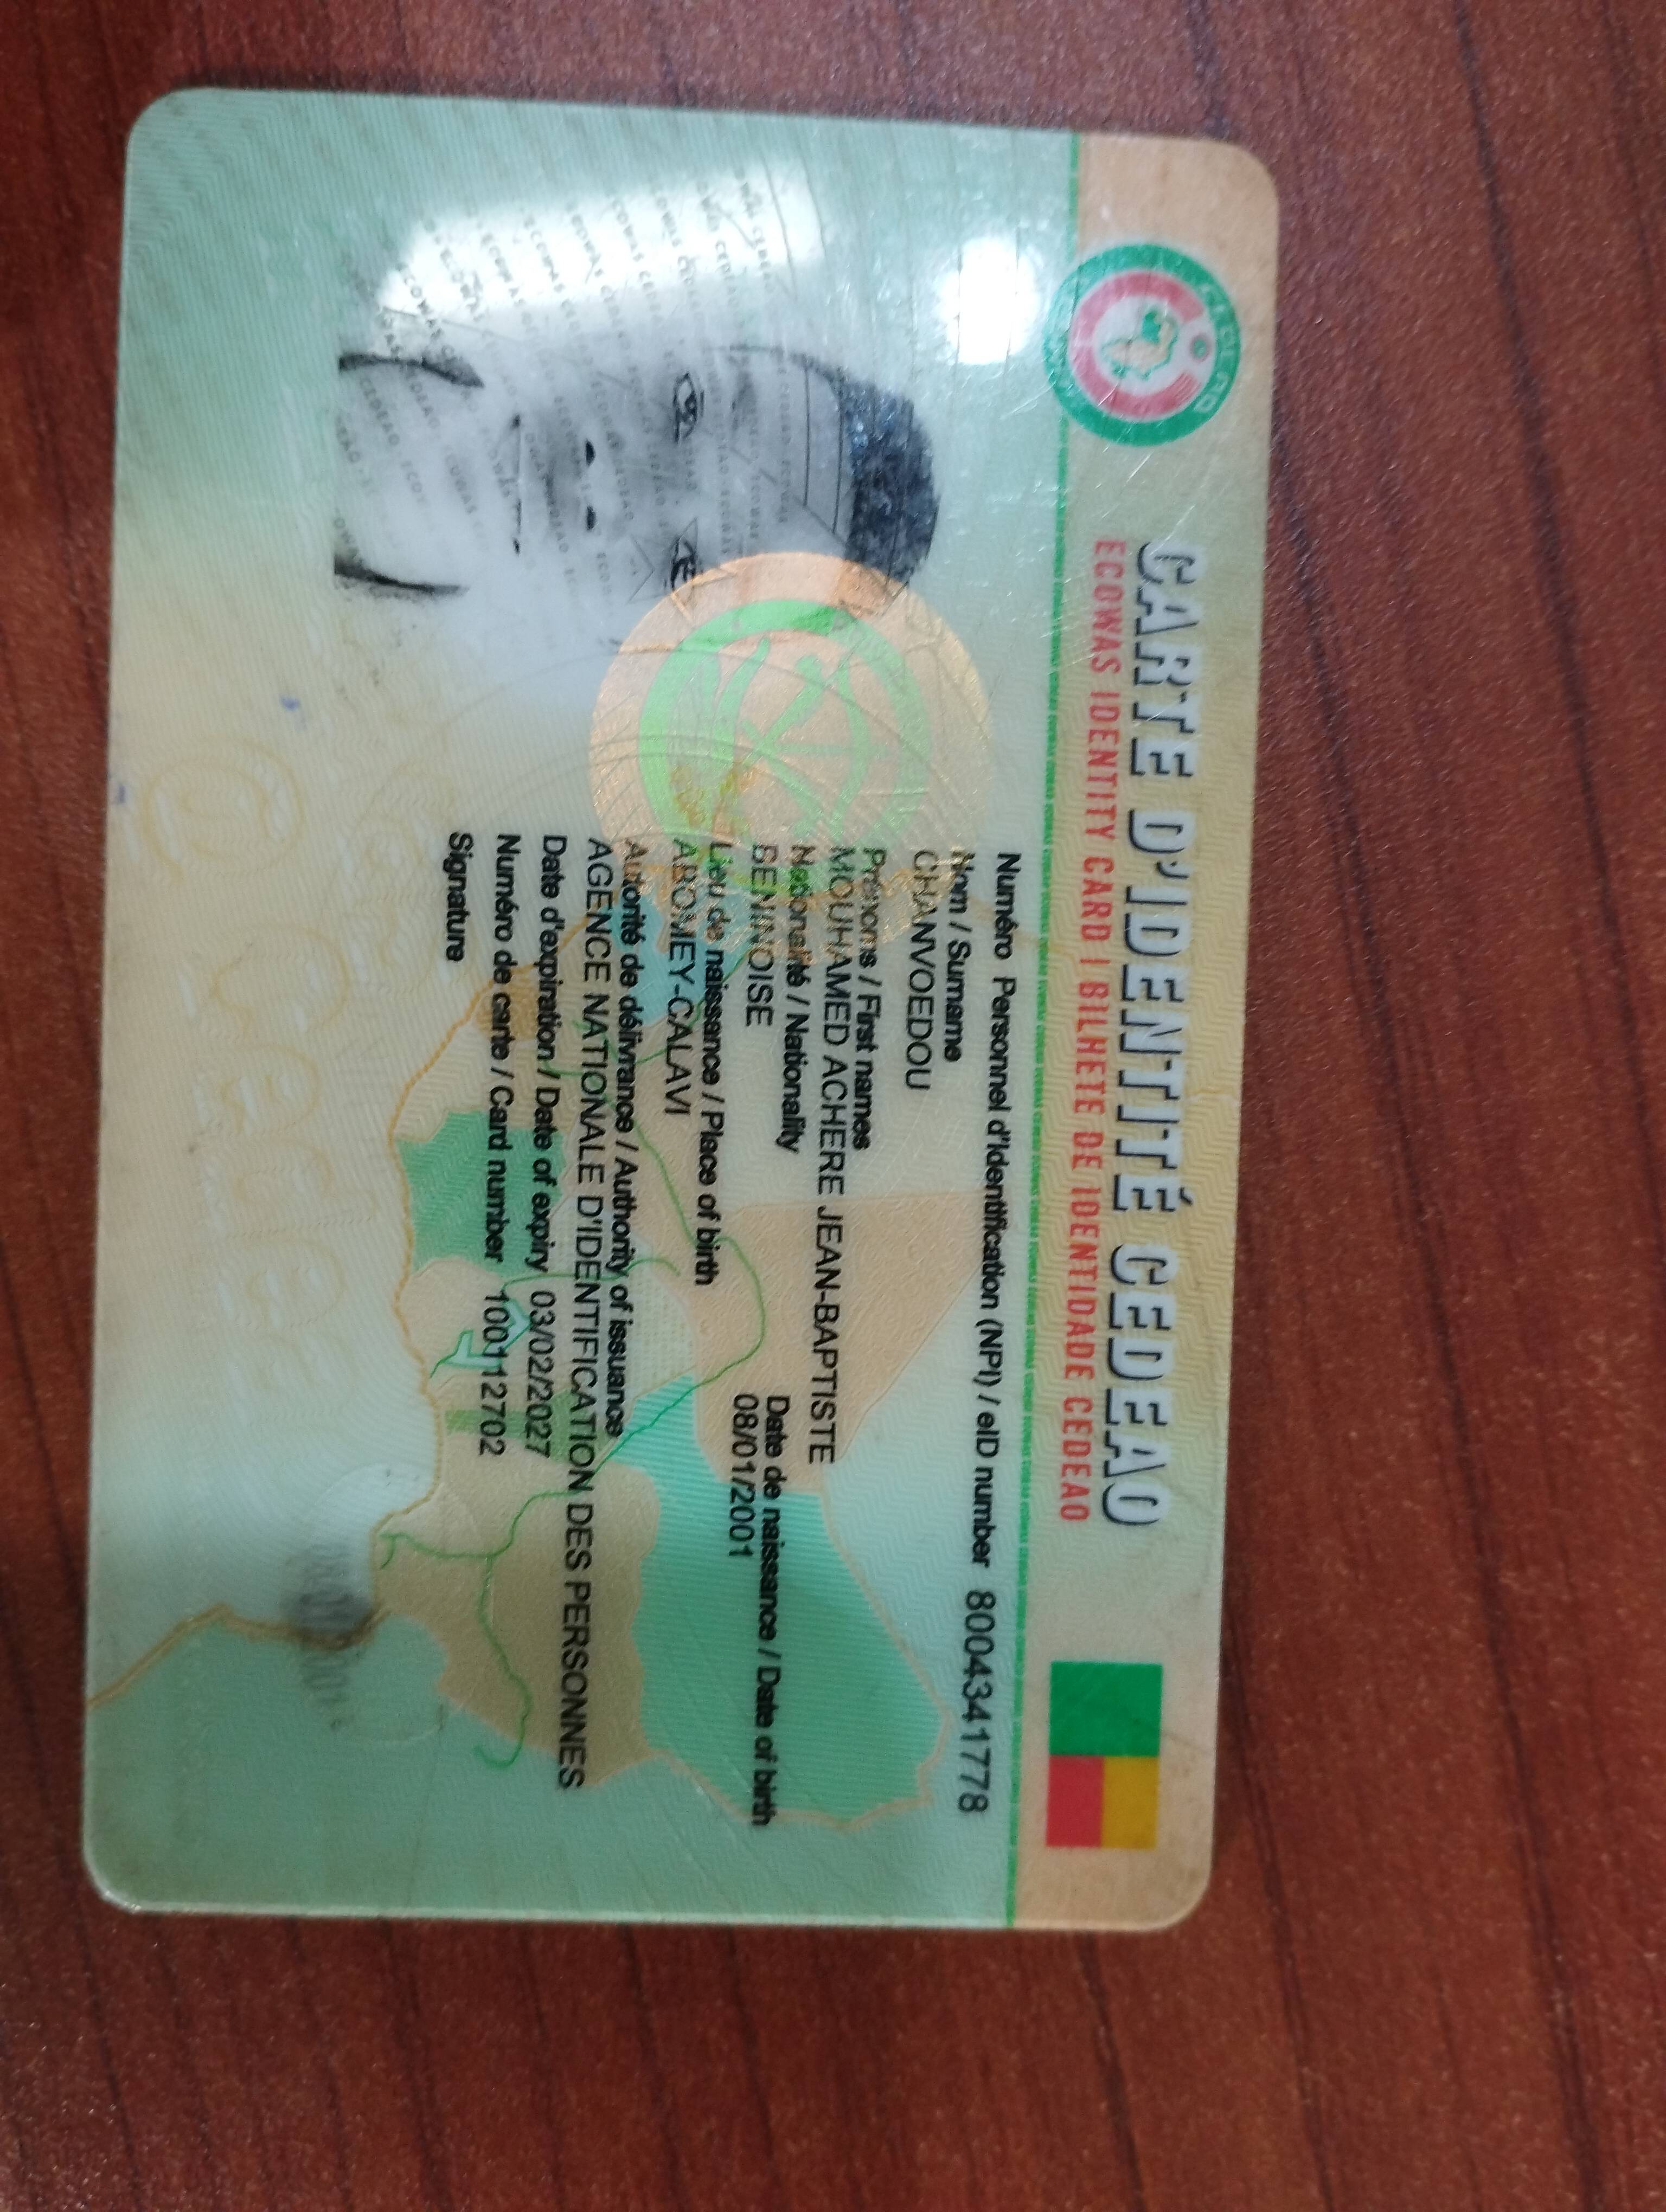 CARTE D'IDENTITÉ CEDEAO
ECOWAS IDENTITY CARD | BILHETE DE IDENTIDADE CEDEAO
Numéro Personnel d'Identification (NPI) / eID number 8004341778
Nom / Surname
CHANVOEDOU
Prénoms / First names
MOUHAMED ACHERE JEAN-BAPTISTE
Nationalité / Nationality
BENINOISE
Date de naissance / Date of birth
08/01/2001
Lieu de naissance / Place of birth
ABOMEY-CALAVI
Autorité de délivrance / Authority of issuance
AGENCE NATIONALE D'IDENTIFICATION DES PERSONNES
Date d'expiration / Date of expiry 03/02/2027
Numéro de carte / Card number 100112702
Signature